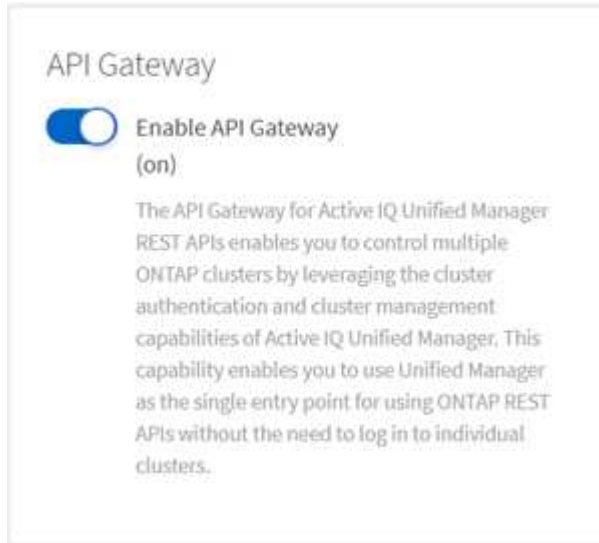 API Gateway
Enable API Gateway
(on)
The API Gateway for Active IQ Unified Manager
REST APIs enables you to control multiple
ONTAP clusters by leveraging the cluster
authentication and cluster management
capabilities of Active IQ Unified Manager. This
capability enables you to use Unified Manager
as the single entry point for using ONTAP REST
APIs without the need to log in to individual
clusters.